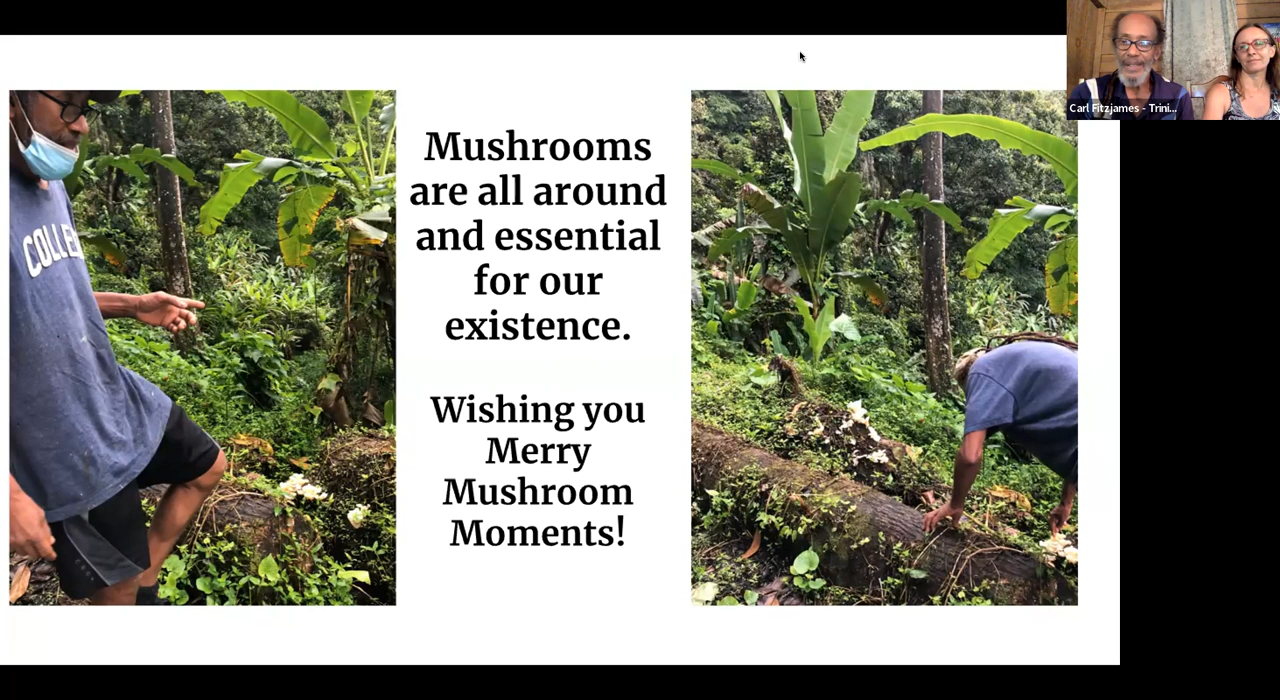 Carl Fitzjames - Trini...
COLLE
Mushrooms
are all around
and essential
for our
existence.
Wishing you
Merry
Mushroom
Moments!